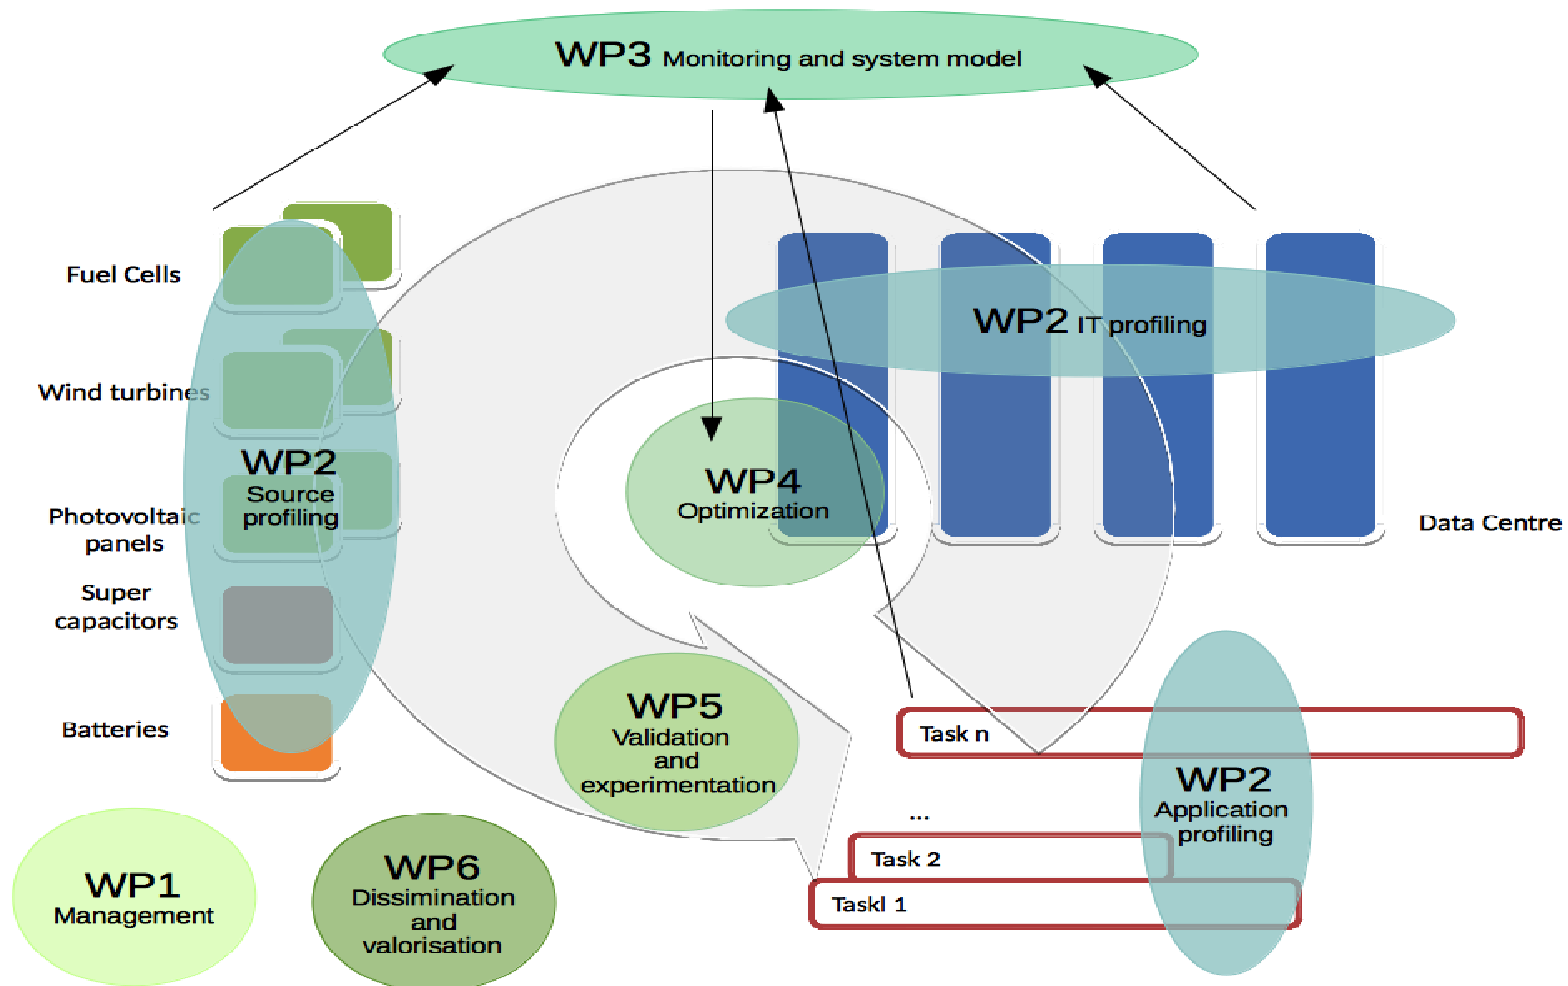 WP3 Monitoring and system model
Fuel Cells
WP2 IT profiling
Wind turbines
WP2
Source
profiling
WP4
Optimization
Photovoltaic
panels
Data Centre
Super
capacitors
Batteries
WP5
Validation
and
experimentation
Task n
WP2
Application
profiling
...
Task 2
Taskl 1
WP1
Management
WP6
Dissimination
and
valorisation